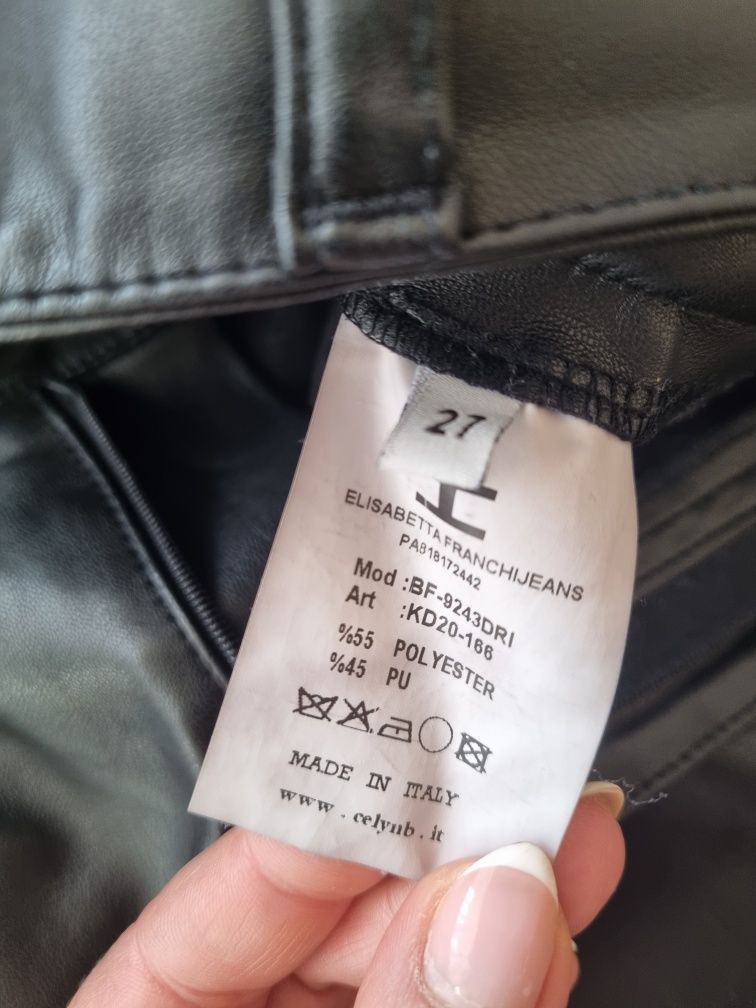 27
ELISABETTA FRANCHIJEANS
PA818172442
Mod :BF-9243DRI
Art :KD20-166
%55 POLYESTER
%45 PU
MADE IN ITALY
www.celynb.it